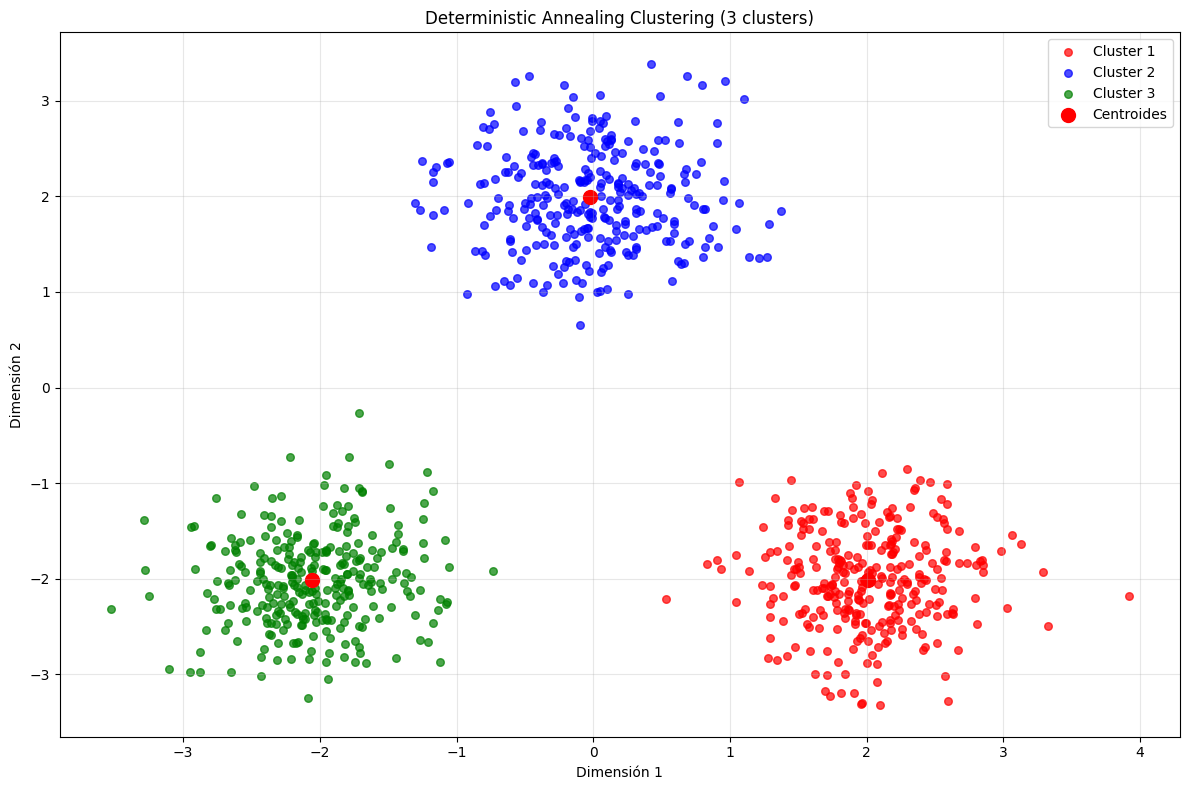 Deterministic Annealing Clustering (3 clusters)
Cluster 1
Cluster 2
Cluster 3
Centroides
Dimensión 2
3
2
1
0
−1
−2
−3
−3
−2
−1
0
1
2
3
4
Dimensión 1